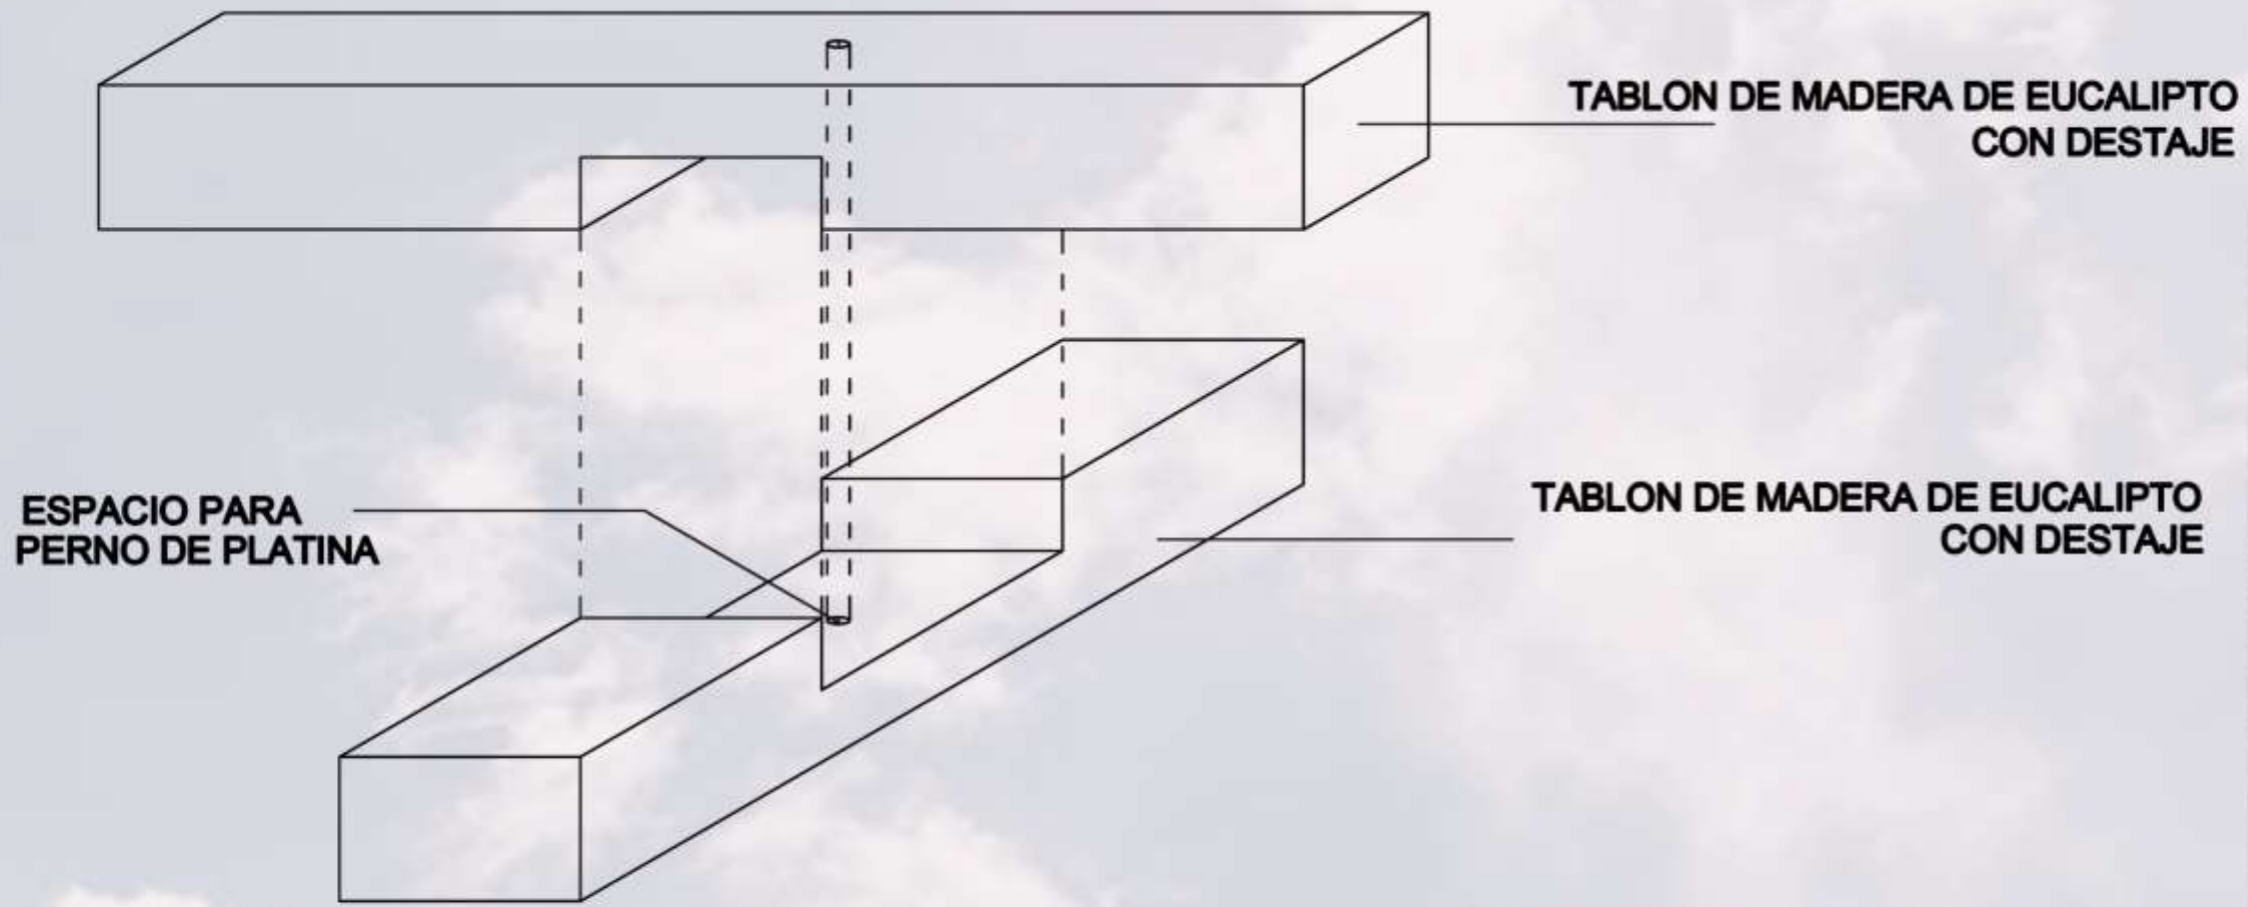 TABLON DE MADERA DE EUCALIPTO
CON DESTAJE
ESPACIO PARA
PERNO DE PLATINA
TABLON DE MADERA DE EUCALIPTO
CON DESTAJE